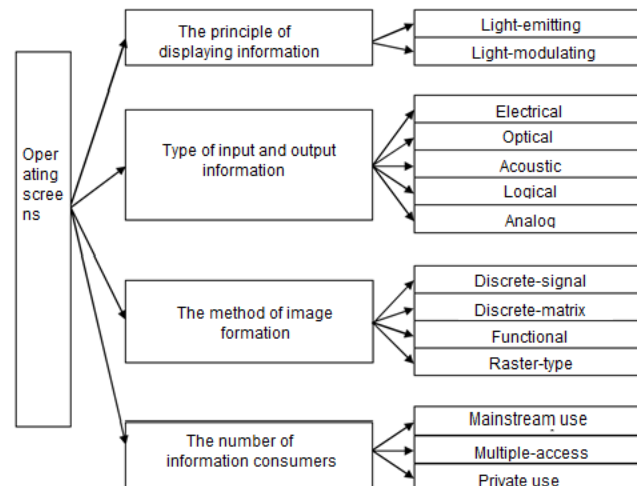 Oper
ating
scree
ns
The principle of
displaying information
Light-emitting
Light-modulating
Type of input and output
information
Electrical
Optical
Acoustic
Logical
Analog
The method of image
formation
Discrete-signal
Discrete-matrix
Functional
Raster-type
The number of
information consumers
Mainstream use
Multiple-access
Private use